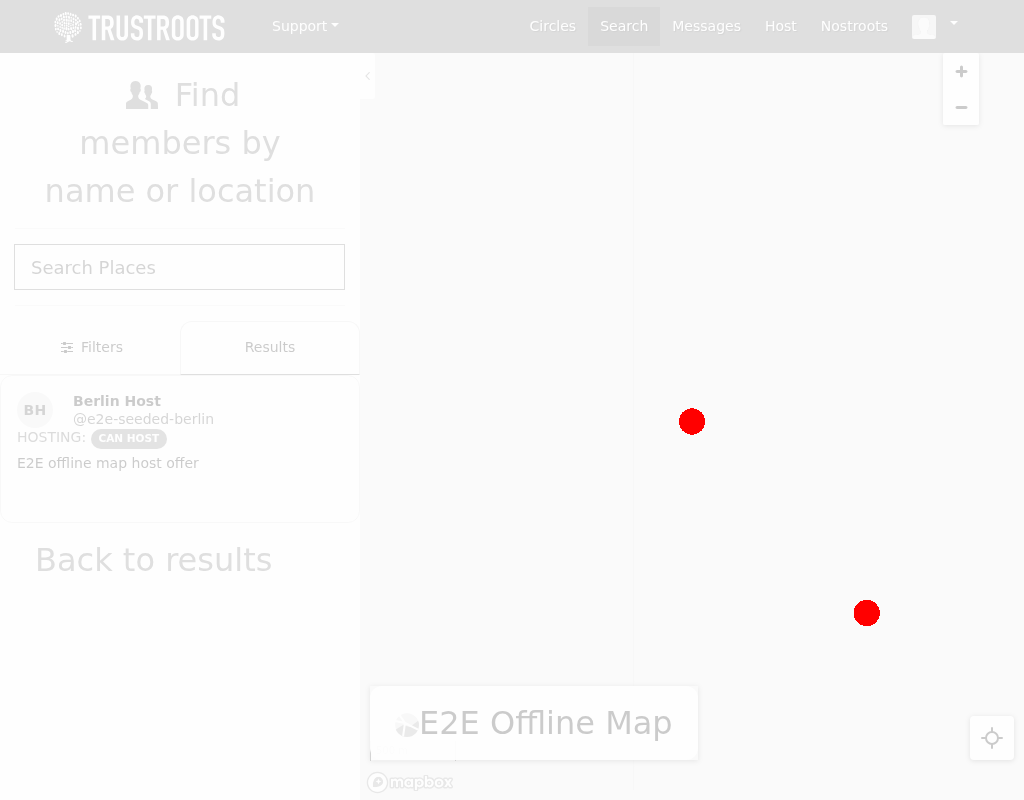 TRUSTROOTS
Support
Circles
Search
Messages
Host
Nostroots
Find
members by
name or location
Search Places
Filters
Results
BH
Berlin Host
@e2e-seeded-berlin
HOSTING: CAN HOST
E2E offline map host offer
Back to results
E2E Offline Map
mapbox